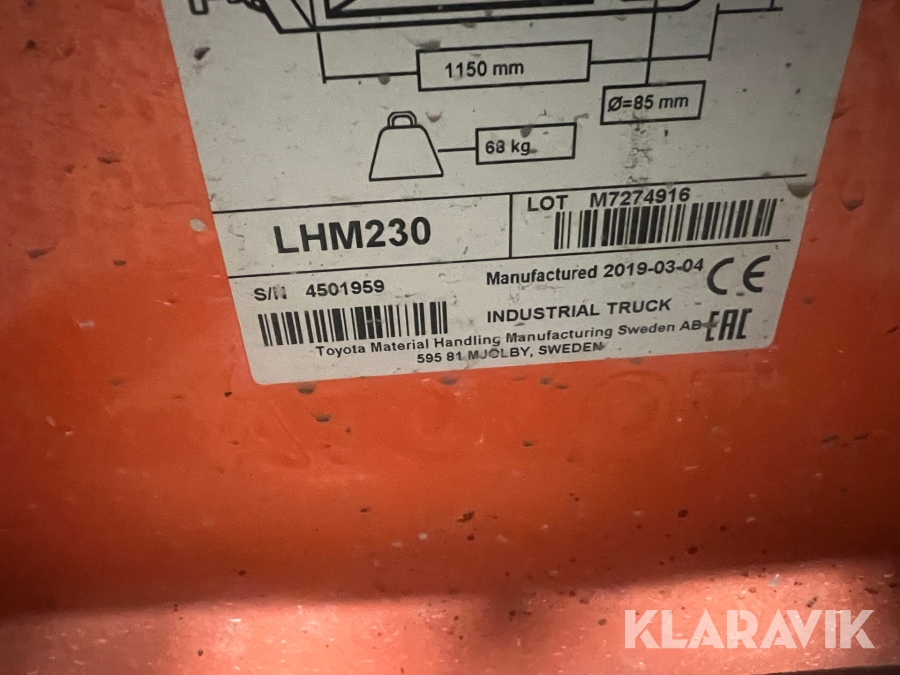 1150 mm
Ø=85 mm
68 kg
LOT M7274916
LHM230
Manufactured 2019-03-04 CE
S/N 4501959
INDUSTRIAL TRUCK
EAC
Toyota Material Handling Manufacturing Sweden AB
595 81 MJÖLBY, SWEDEN
KLARAVIK